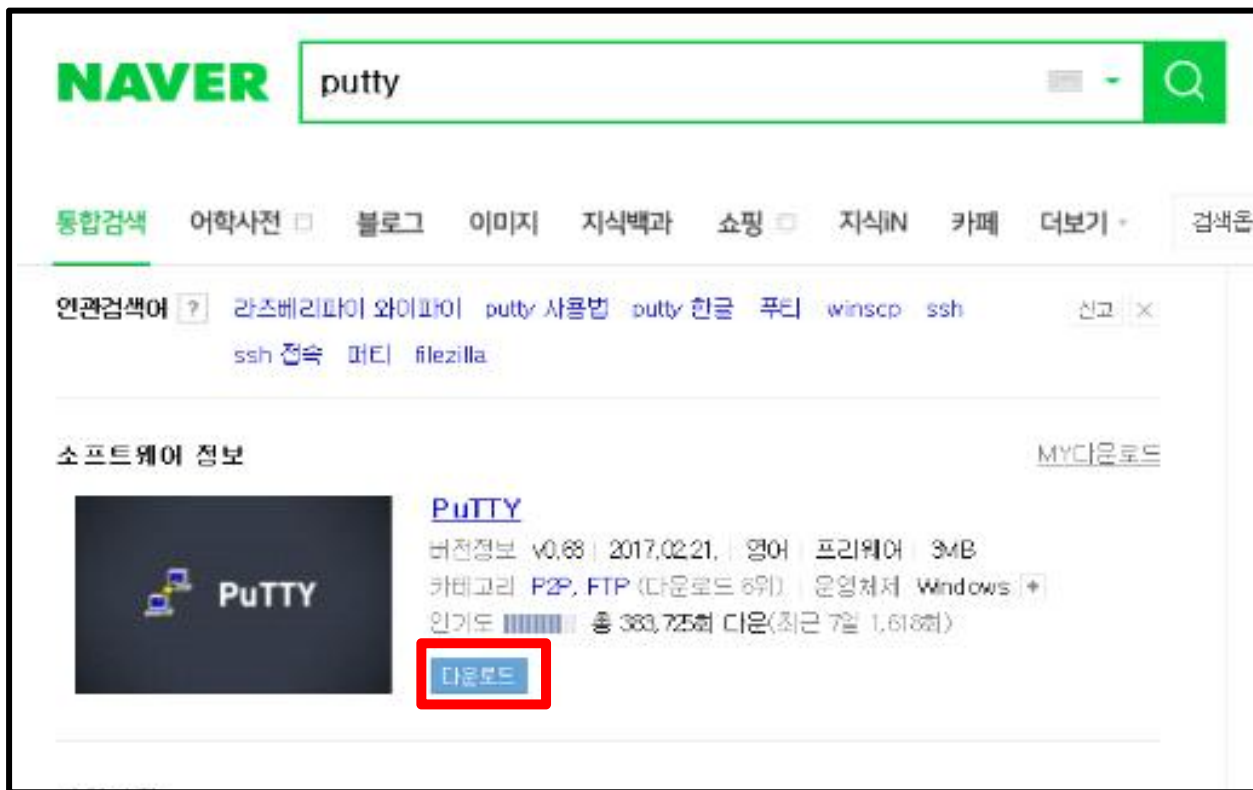 NAVER putty
통합검색 어학사전 블로그 이미지 지식백과 쇼핑 지식iN 카페 더보기 검색옵
연관검색어 ? 라즈베리파이 와이파이 putty 사용법 putty 한글 푸티 winscp ssh 신고 ×
ssh 접속 퍼티 filezilla
소프트웨어 정보 MY다운로드
PuTTY
PuTTY
버전정보 v0.68 2017.02.21. 영어 프리웨어 3MB
카테고리 P2P, FTP (다운로드 6위) 운영체제 Windows +
인기도 총 383,725회 다운(최근 7일 1,618회)
다운로드